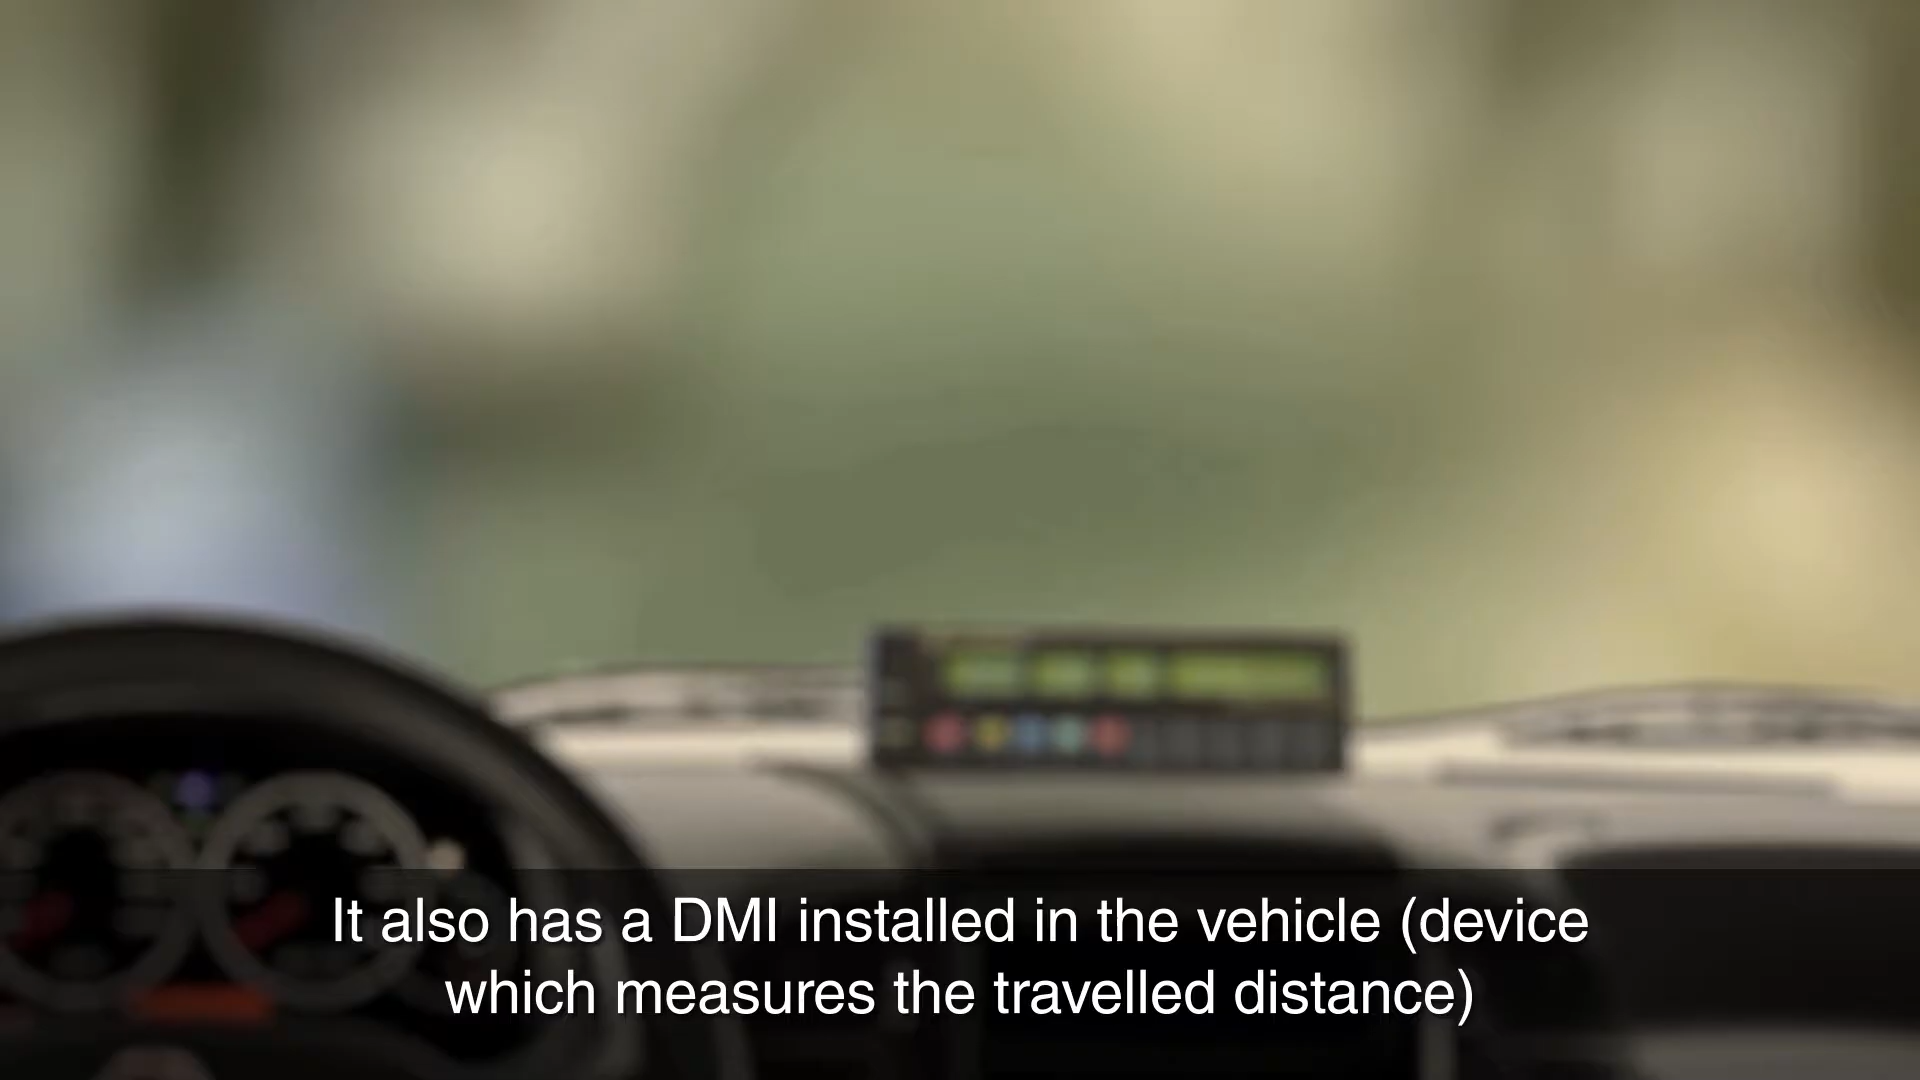 It also has a DMI installed in the vehicle (device
which measures the travelled distance)